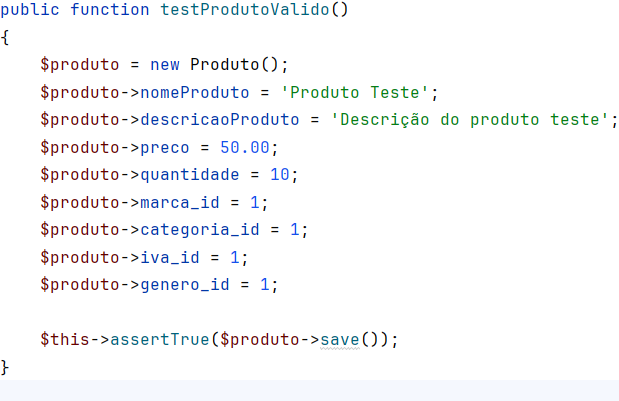 public function testProdutoValido()
{
    $produto = new Produto();
    $produto->nomeProduto = 'Produto Teste';
    $produto->descricaoProduto = 'Descrição do produto teste';
    $produto->preco = 50.00;
    $produto->quantidade = 10;
    $produto->marca_id = 1;
    $produto->categoria_id = 1;
    $produto->iva_id = 1;
    $produto->genero_id = 1;

    $this->assertTrue($produto->save());
}